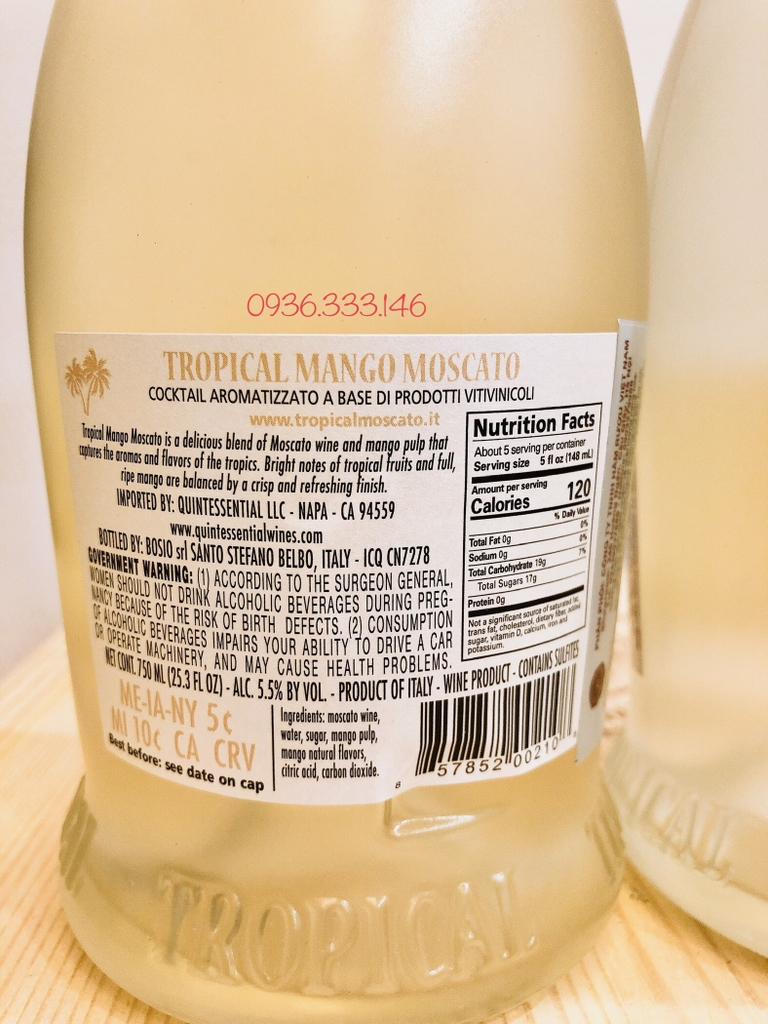 0936.333.146
TROPICAL MANGO MOSCATO
COCKTAIL AROMATIZZATO A BASE DI PRODOTTI VITIVINICOLI
www.tropicalmoscato.it
Tropical Mango Moscato is a delicious blend of Moscato wine and mango pulp that
captures the aromas and flavors of the tropics. Bright notes of tropical fruits and full,
ripe mango are balanced by a crisp and refreshing finish.
IMPORTED BY: QUINTESSENTIAL LLC - NAPA - CA 94559
www.quintessentialwines.com
BOTTLED BY: BOSIO srl SANTO STEFANO BELBO, ITALY - ICQ CN7278
GOVERNMENT WARNING: (1) ACCORDING TO THE SURGEON GENERAL,
WOMEN SHOULD NOT DRINK ALCOHOLIC BEVERAGES DURING PREG-
NANCY BECAUSE OF THE RISK OF BIRTH DEFECTS. (2) CONSUMPTION
OF ALCOHOLIC BEVERAGES IMPAIRS YOUR ABILITY TO DRIVE A CAR
OR OPERATE MACHINERY, AND MAY CAUSE HEALTH PROBLEMS.
NET CONT. 750 ML (25.3 FL OZ) - ALC. 5.5% BY VOL. - PRODUCT OF ITALY - WINE PRODUCT - CONTAINS SULFITES
Nutrition Facts
About 5 serving per container
Serving size 5 fl oz (148 mL)
Amount per serving
Calories 120
% Daily Value
Total Fat 0g 0%
Sodium 0g 0%
Total Carbohydrate 19g 7%
Total Sugars 17g
Protein 0g
Not a significant source of saturated fat,
trans fat, cholesterol, dietary fiber, added
sugar, vitamin D, calcium, iron and
potassium.
ME-IA-NY 5¢
MI 10¢ CA CRV
Best before: see date on cap
Ingredients: moscato wine,
water, sugar, mango pulp,
mango natural flavors,
citric acid, carbon dioxide.
8 57852 00210
TROPICAL